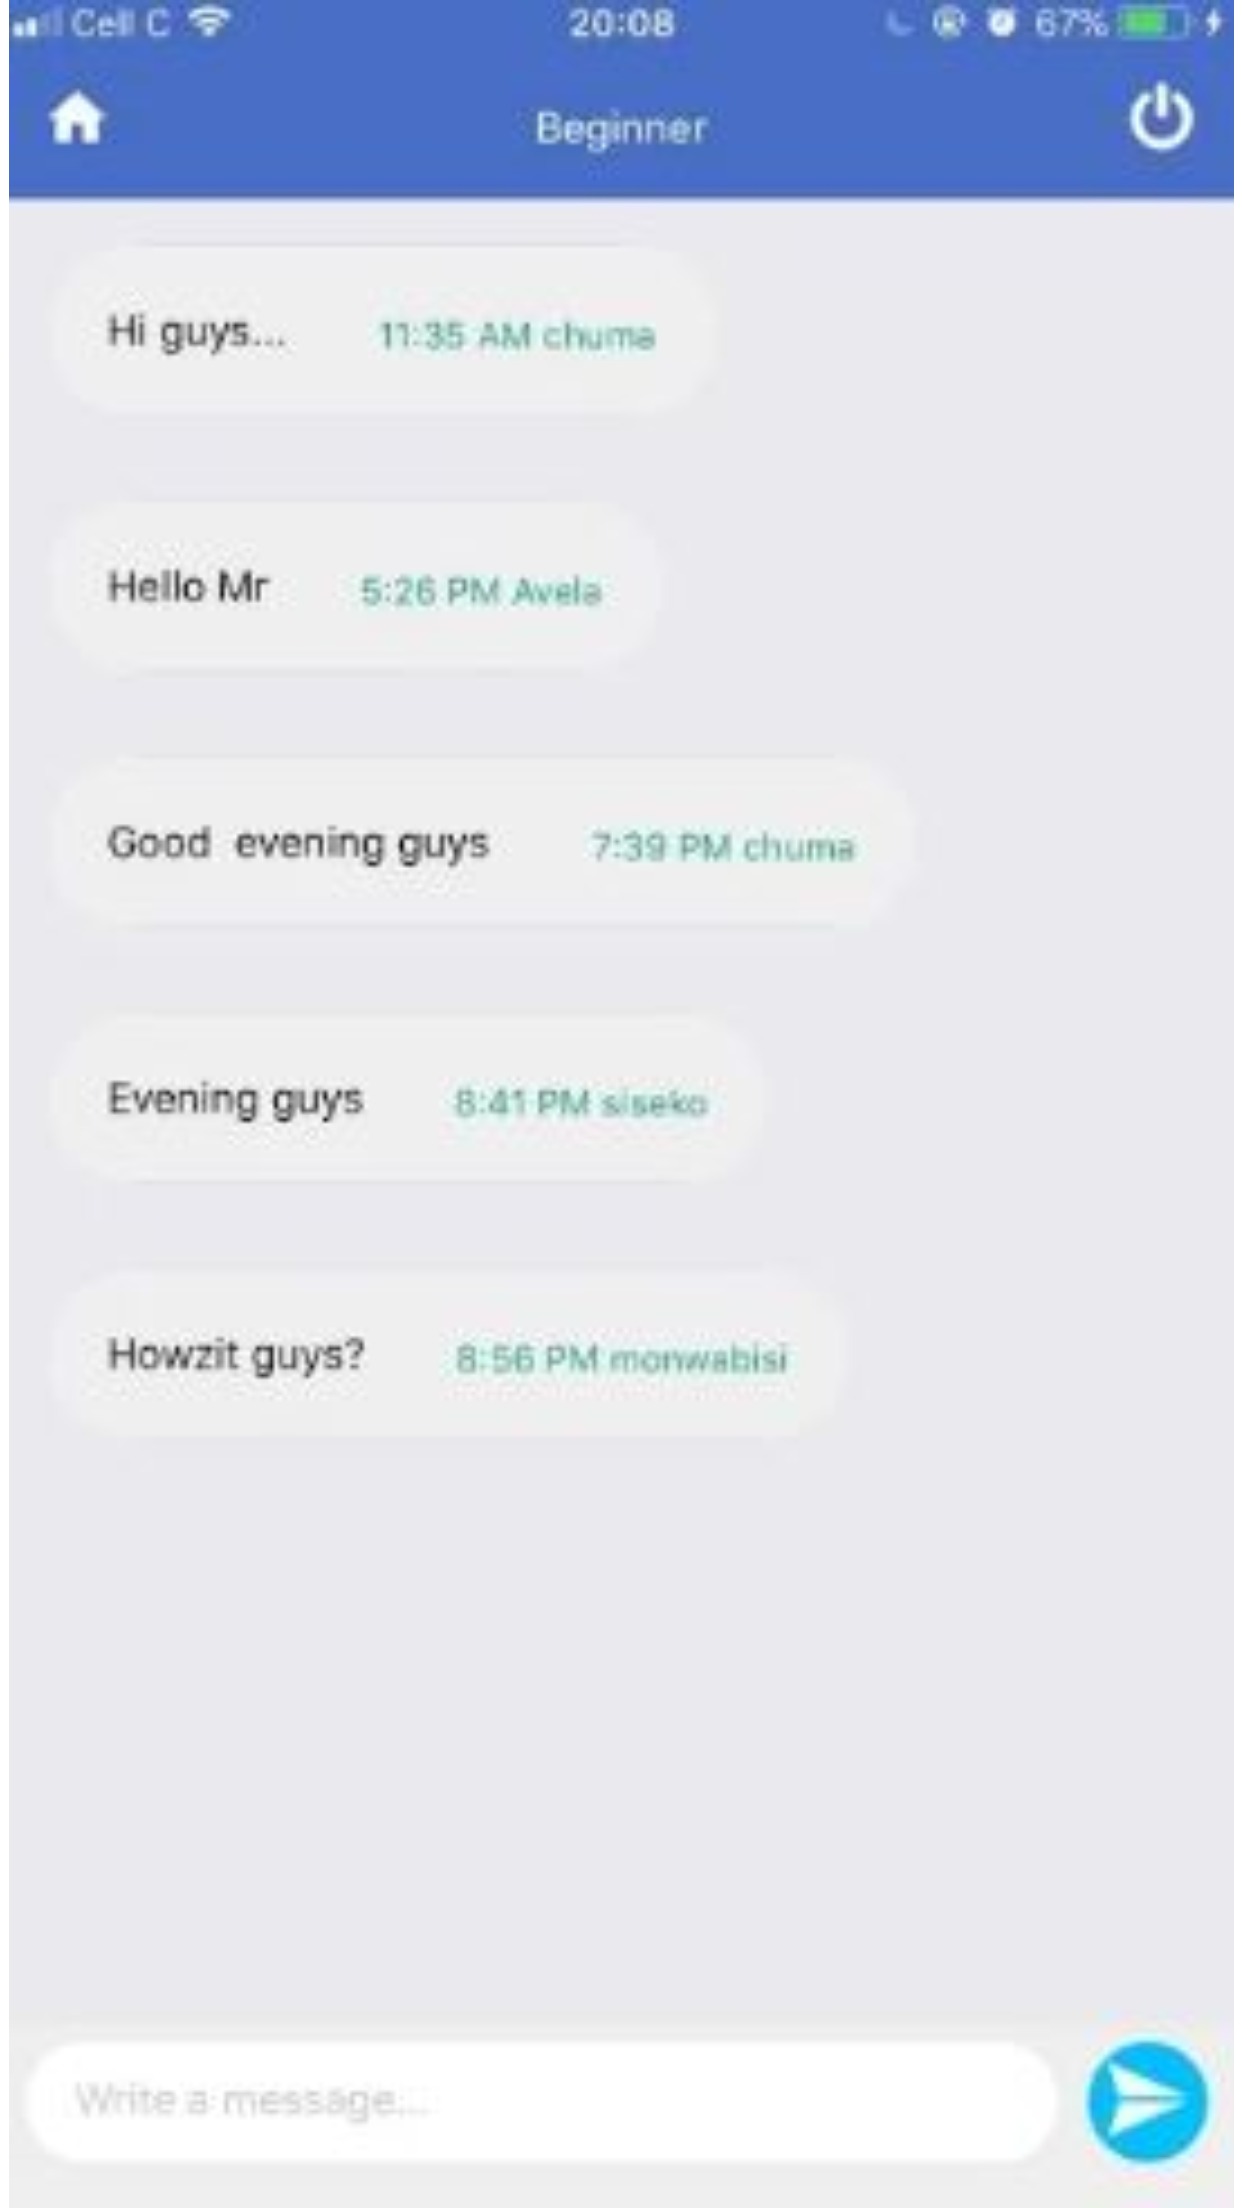 Cell C 20:08 67%
Beginner
Hi guys... 11:35 AM chuma
Hello Mr 5:26 PM Avela
Good evening guys 7:39 PM chuma
Evening guys 8:41 PM siseko
Howzit guys? 8:56 PM monwabisi
Write a message...